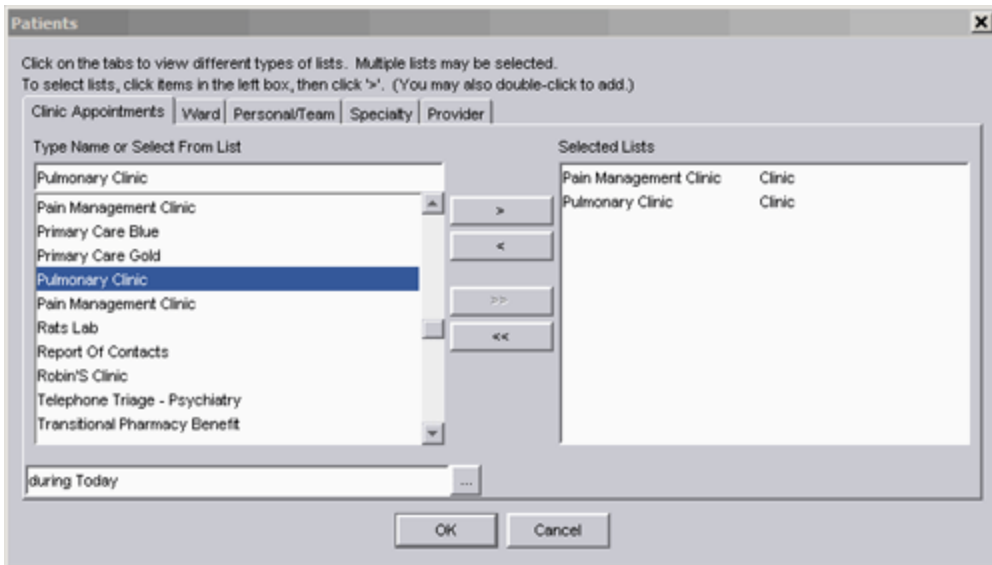 Patients
Click on the tabs to view different types of lists. Multiple lists may be selected.
To select lists, click items in the left box, then click '>'. (You may also double-click to add.)
Clinic Appointments Ward Personal/Team Specialty Provider
Type Name or Select From List
Pulmonary Clinic
Pain Management Clinic
Primary Care Blue
Primary Care Gold
Pulmonary Clinic
Pain Management Clinic
Rats Lab
Report Of Contacts
Robin'S Clinic
Telephone Triage - Psychiatry
Transitional Pharmacy Benefit
during Today
...
>
<
>>
<<
Selected Lists
Pain Management Clinic Clinic
Pulmonary Clinic Clinic
OK Cancel